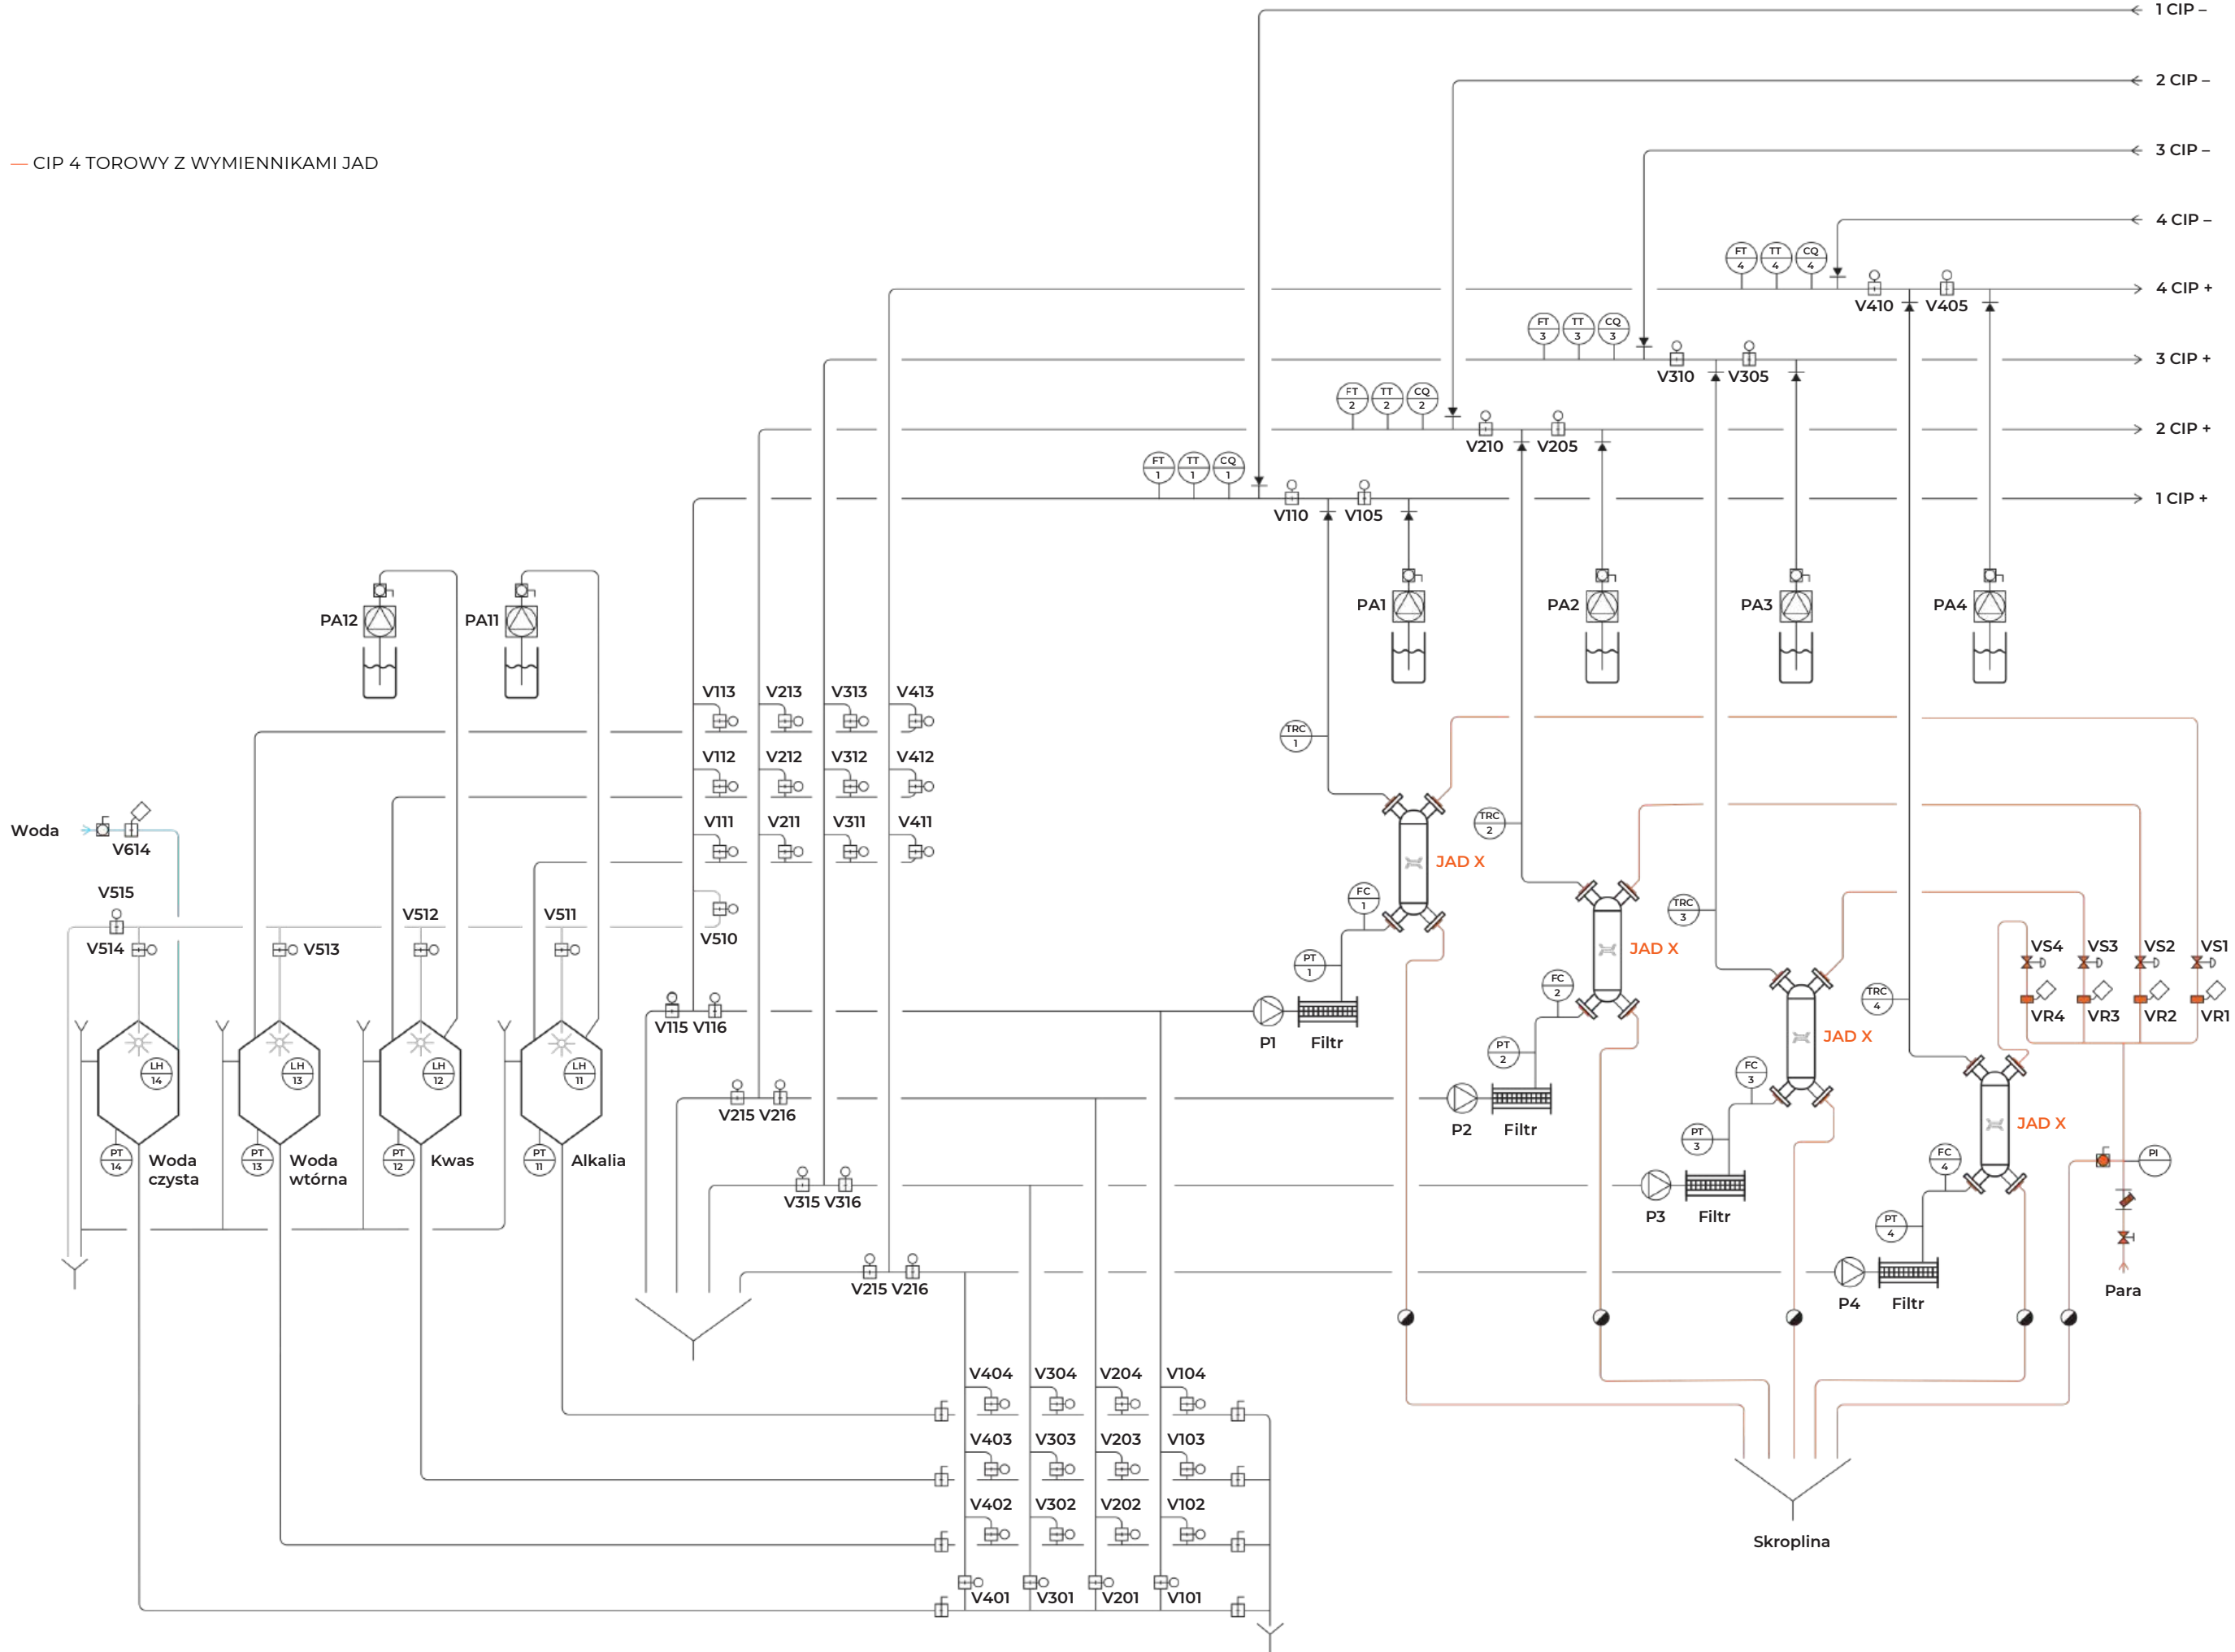 1 CIP –
2 CIP –
3 CIP –
— CIP 4 TOROWY Z WYMIENNIKAMI JAD
4 CIP –
FT 4
TT 4
CQ 4
V410
V405
4 CIP +
FT 3
TT 3
CQ 3
V310
V305
3 CIP +
FT 2
TT 2
CQ 2
V210
V205
2 CIP +
FT 1
TT 1
CQ 1
V110
V105
1 CIP +
PA12
PA11
PA1
PA2
PA3
PA4
V113
V213
V313
V413
TRC 1
V112
V212
V312
V412
Woda
V614
V111
V211
V311
V411
TRC 2
JAD X
V515
FC 1
TRC 3
V514
V513
V512
V511
V510
JAD X
PT 1
VS4
VS3
VS2
VS1
FC 2
TRC 4
VR4
VR3
VR2
VR1
V115
V116
P1
Filtr
JAD X
PT 2
LH 14
LH 13
LH 12
LH 11
FC 3
V215
V216
P2
Filtr
JAD X
PT 3
PT 14
Woda
czysta
PT 13
Woda
wtórna
PT 12
Kwas
PT 11
Alkalia
FC 4
PI
V315
V316
P3
Filtr
PT 4
V215
V216
P4
Filtr
Para
V404
V304
V204
V104
V403
V303
V203
V103
V402
V302
V202
V102
Skroplina
V401
V301
V201
V101